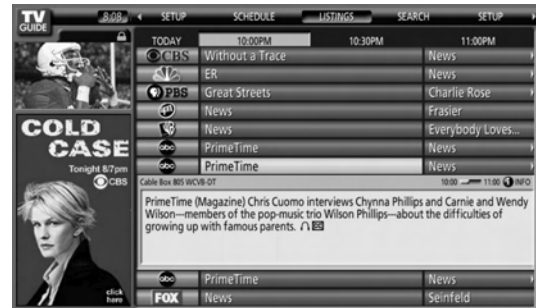 TV
GUIDE
8:08
SETUP SCHEDULE LISTINGS SEARCH SETUP
TODAY 10:00PM 10:30PM 11:00PM
CBS Without a Trace News
ER News
PBS Great Streets Charlie Rose
News Frasier
News Everybody Loves...
abc PrimeTime News
abc PrimeTime News
Cable Box 805 WCVB-DT 10:00 11:00 INFO
PrimeTime (Magazine) Chris Cuomo interviews Chynna Phillips and Carnie and Wendy
Wilson—members of the pop-music trio Wilson Phillips—about the difficulties of
growing up with famous parents.
abc PrimeTime News
FOX News Seinfeld
COLD
CASE
Tonight 8/7pm
CBS
click
here